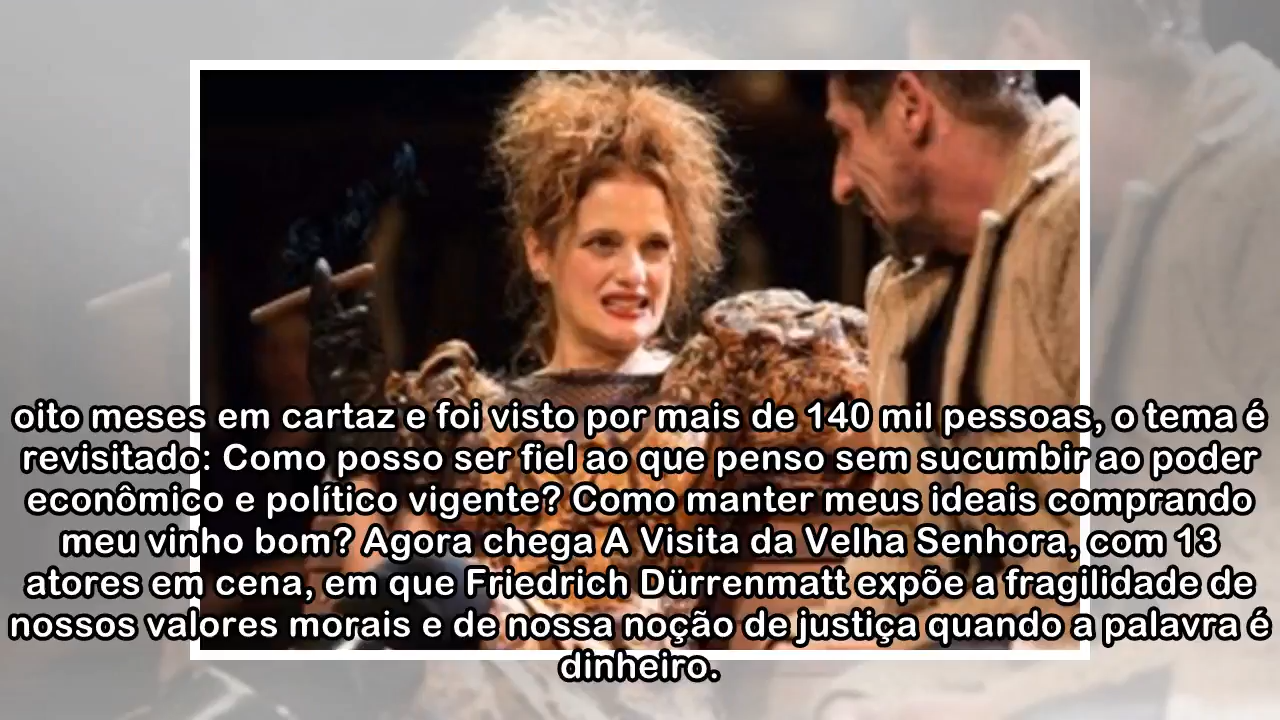 oito meses em cartaz e foi visto por mais de 140 mil pessoas, o tema é
revisitado: Como posso ser fiel ao que penso sem sucumbir ao poder
econômico e político vigente? Como manter meus ideais comprando
meu vinho bom? Agora chega A Visita da Velha Senhora, com 13
atores em cena, em que Friedrich Dürrenmatt expõe a fragilidade de
nossos valores morais e de nossa noção de justiça quando a palavra é
dinheiro.